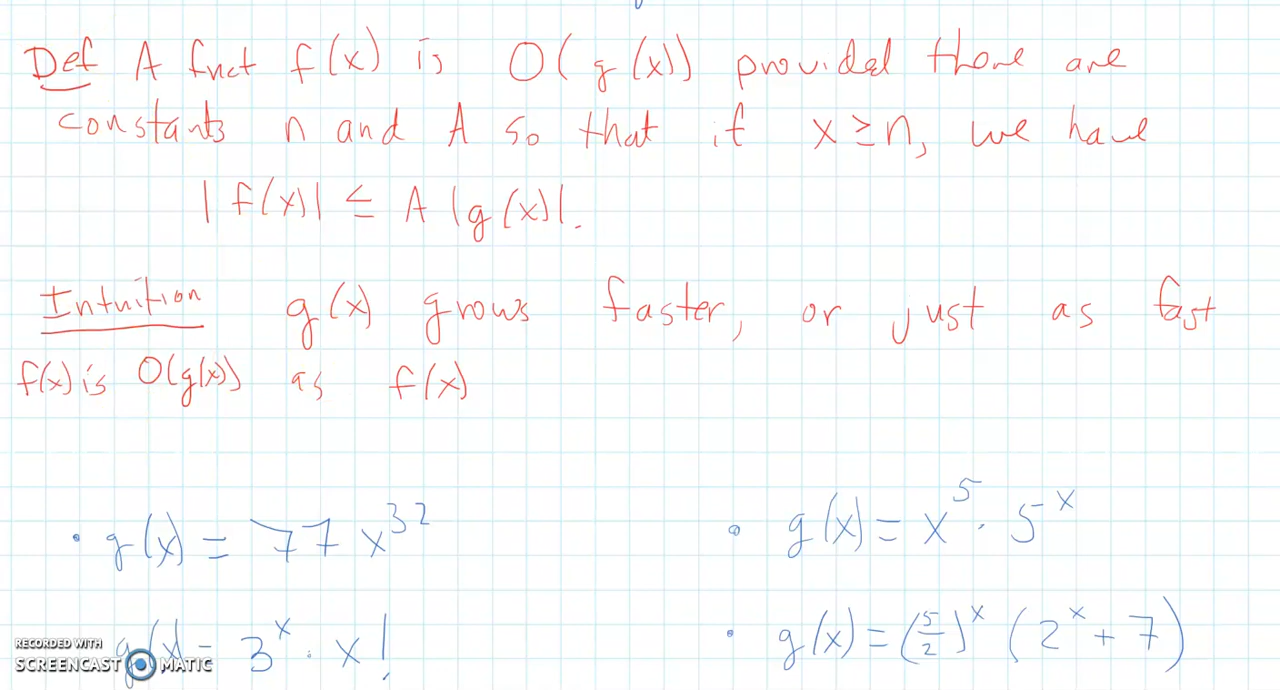 Def A fnct f(x) is O(g(x)) provided there are
constants n and A so that if x ≥ n, we have
|f(x)| ≤ A |g(x)|.
Intuition g(x) grows faster, or just as fast
f(x) is O(g(x)) as f(x)
• g(x) = 77 x^32
• g(x) = x^5 · 5^x
g(x) = 3^x · x!
• g(x) = (5/2)^x (2^x + 7)
RECORDED WITH
SCREENCAST MATIC